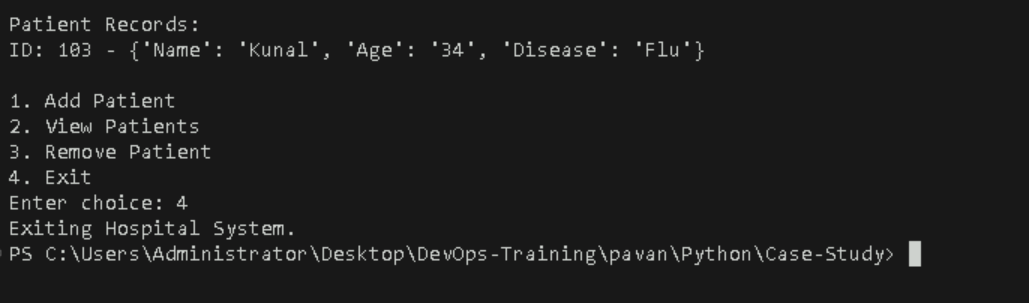 Patient Records:
ID: 103 - {'Name': 'Kunal', 'Age': '34', 'Disease': 'Flu'}
1. Add Patient
2. View Patients
3. Remove Patient
4. Exit
Enter choice: 4
Exiting Hospital System.
PS C:\Users\Administrator\Desktop\DevOps-Training\pavan\Python\Case-Study>